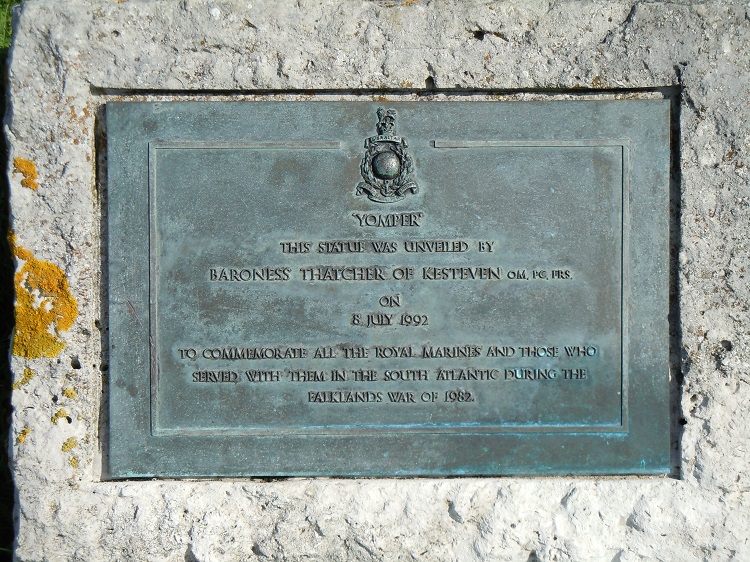 "YOMPER"
THIS STATUE WAS UNVEILED BY
BARONESS THATCHER OF KESTEVEN OM, PC, FRS.
ON
8 JULY 1992
TO COMMEMORATE ALL THE ROYAL MARINES AND THOSE WHO
SERVED WITH THEM IN THE SOUTH ATLANTIC DURING THE
FALKLANDS WAR OF 1982.